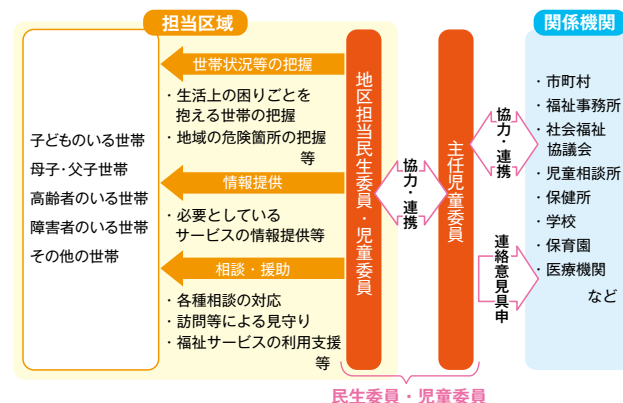 担当区域
子どものいる世帯
母子・父子世帯
高齢者のいる世帯
障害者のいる世帯
その他の世帯
世帯状況等の把握
・生活上の困りごとを
抱える世帯の把握
・地域の危険箇所の把握
等
情報提供
・必要としている
サービスの情報提供等
相談・援助
・各種相談の対応
・訪問等による見守り
・福祉サービスの利用支援
等
地区担当民生委員・児童委員
協力・連携
主任児童委員
民生委員・児童委員
協力・連携
連絡意見具申
関係機関
・市町村
・福祉事務所
・社会福祉
協議会
・児童相談所
・保健所
・学校
・保育園
・医療機関
など